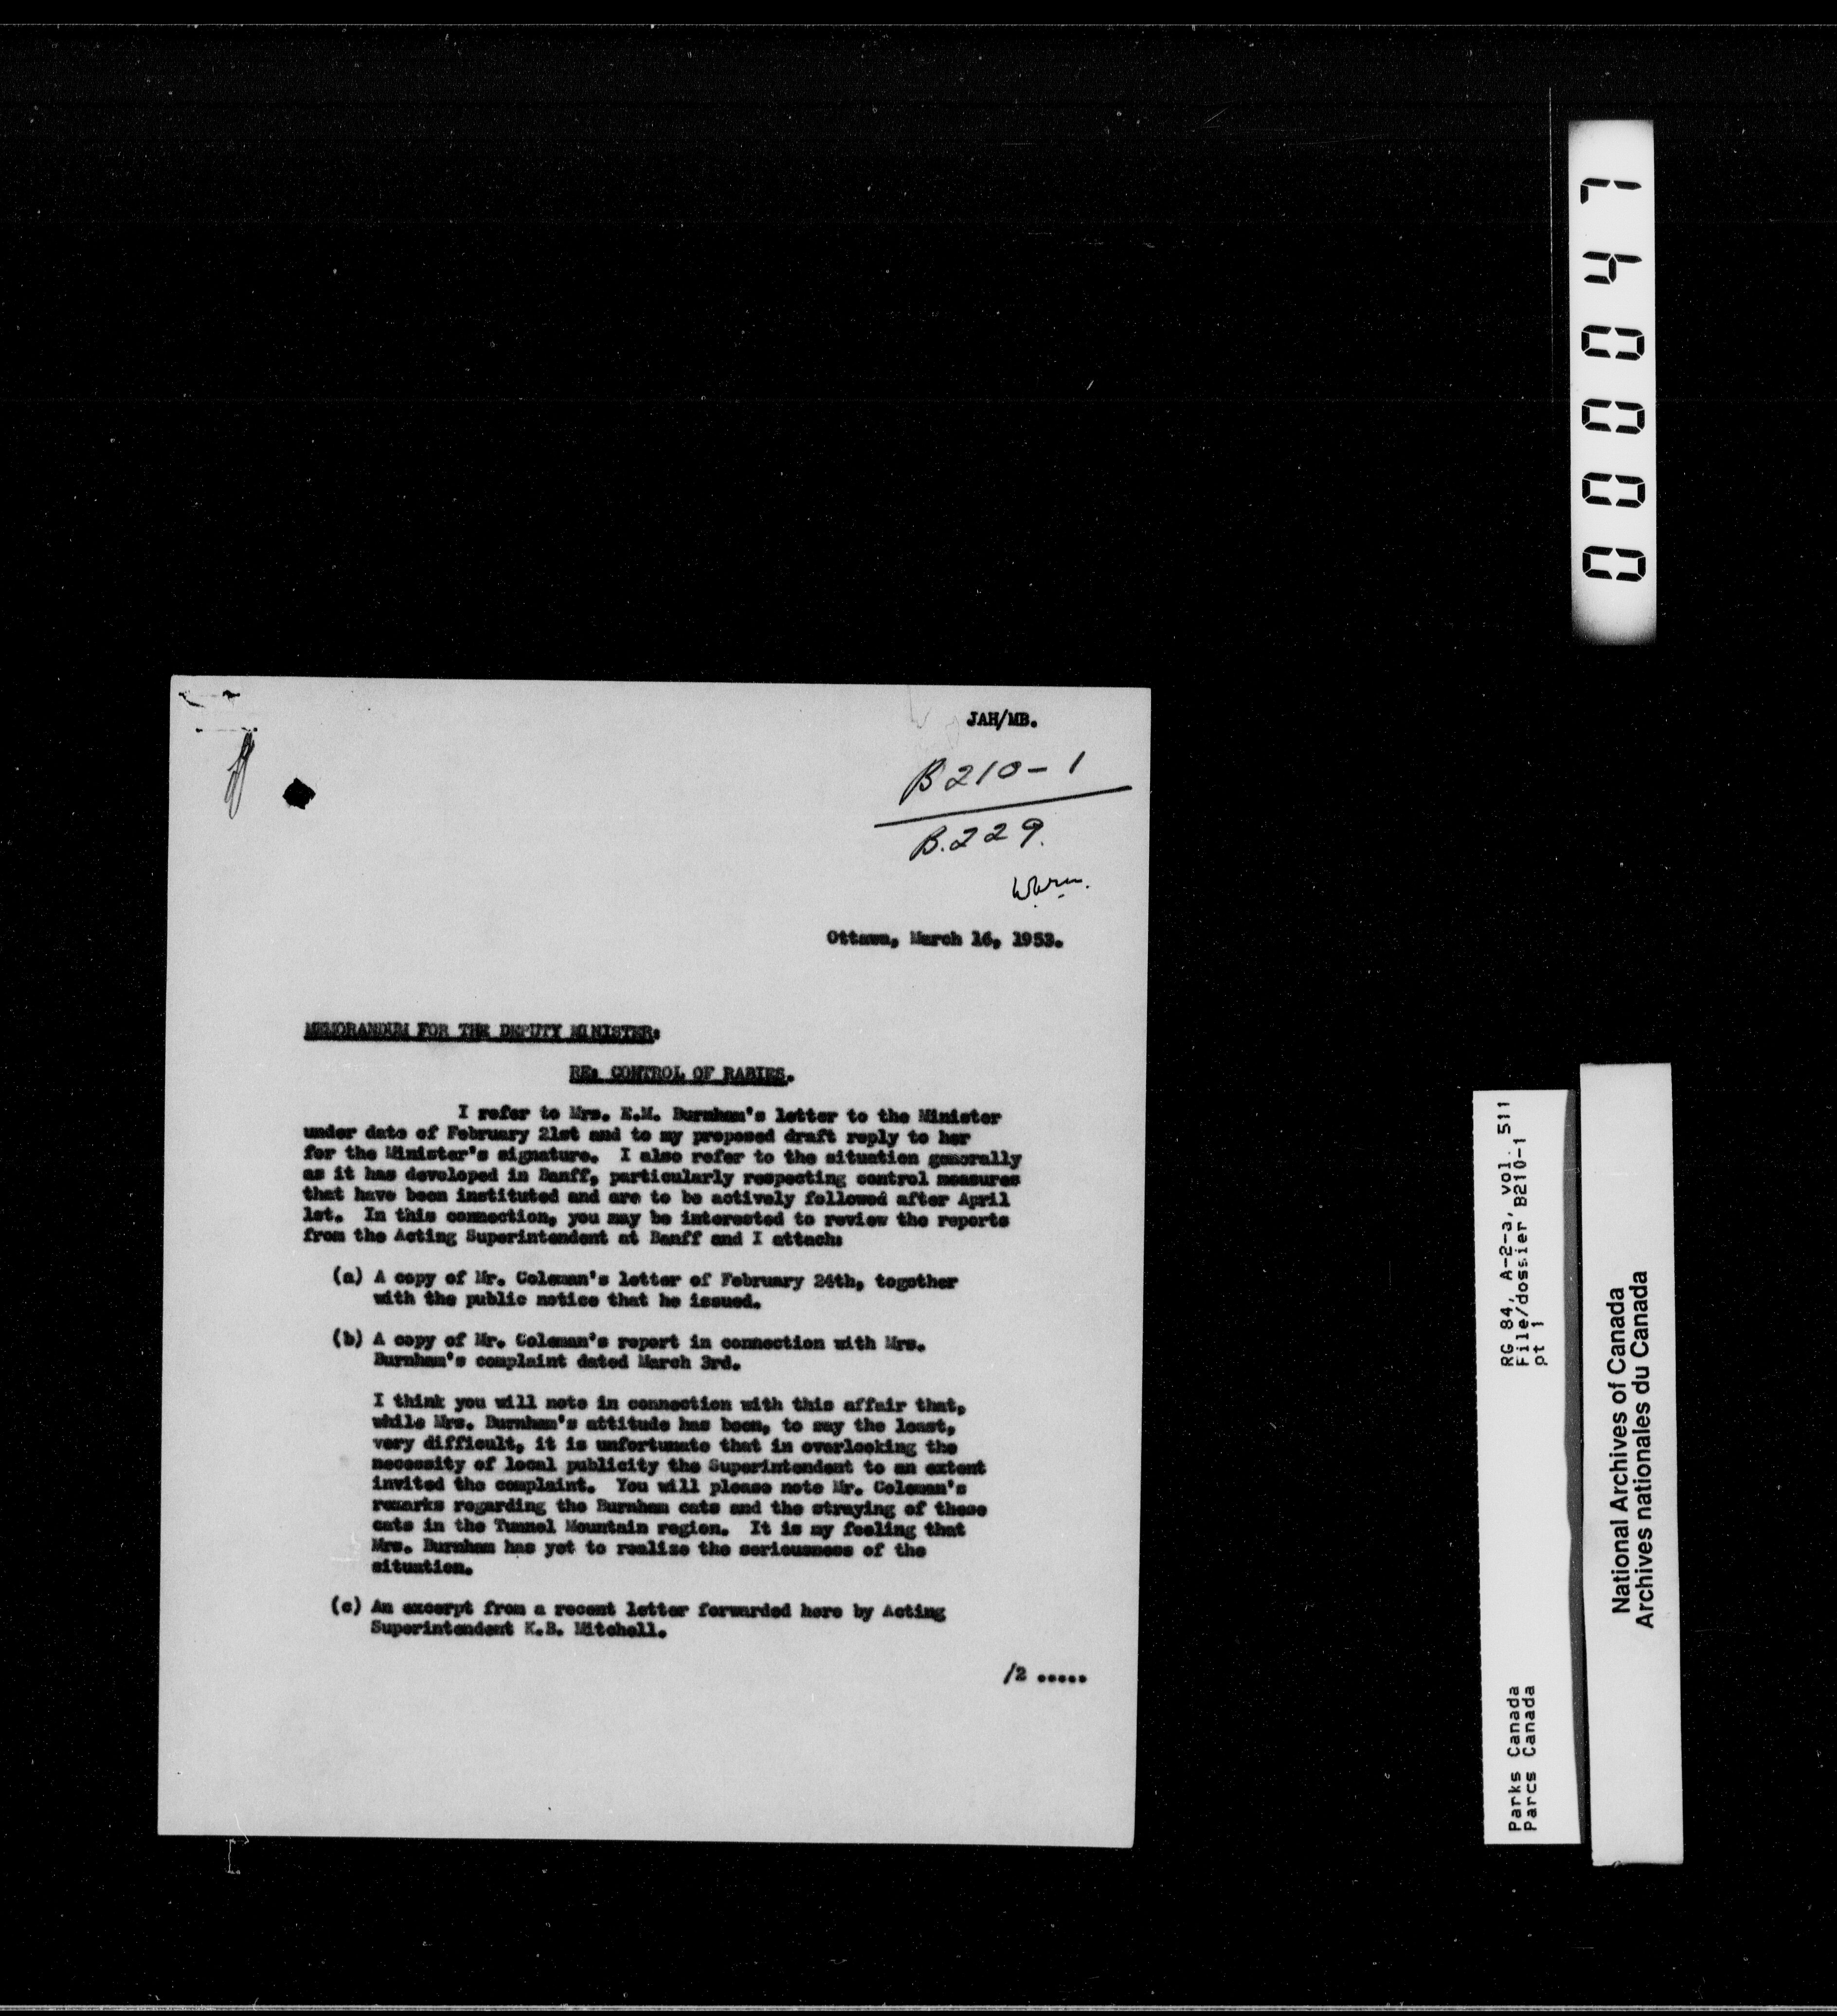 JAH/MB.
B210-1
B.229.
Ottawa, March 16, 1953.
MEMORANDUM FOR THE DEPUTY MINISTER:
RE: CONTROL OF RABIES.
I refer to Mrs. E.M. Burnham's letter to the Minister
under date of February 21st and to my proposed draft reply to her
for the Minister's signature. I also refer to the situation generally
as it has developed in Banff, particularly respecting control measures
that have been instituted and are to be actively followed after April
1st. In this connection, you may be interested to review the reports
from the Acting Superintendent at Banff and I attach:
(a) A copy of Mr. Coleman's letter of February 24th, together
with the public notice that he issued.
(b) A copy of Mr. Coleman's report in connection with Mrs.
Burnham's complaint dated March 3rd.
I think you will note in connection with this affair that,
while Mrs. Burnham's attitude has been, to say the least,
very difficult, it is unfortunate that in overlooking the
necessity of local publicity the Superintendent to an extent
invited the complaint. You will please note Mr. Coleman's
remarks regarding the Burnham cats and the straying of these
cats in the Tunnel Mountain region. It is my feeling that
Mrs. Burnham has yet to realize the seriousness of the
situation.
(c) An excerpt from a recent letter forwarded here by Acting
Superintendent K.B. Mitchell.
/2 .....
000047
RG 84, A-2-a, vol. 511
File/dossier B210-1
pt 1
Parks Canada
Parcs Canada
National Archives of Canada
Archives nationales du Canada